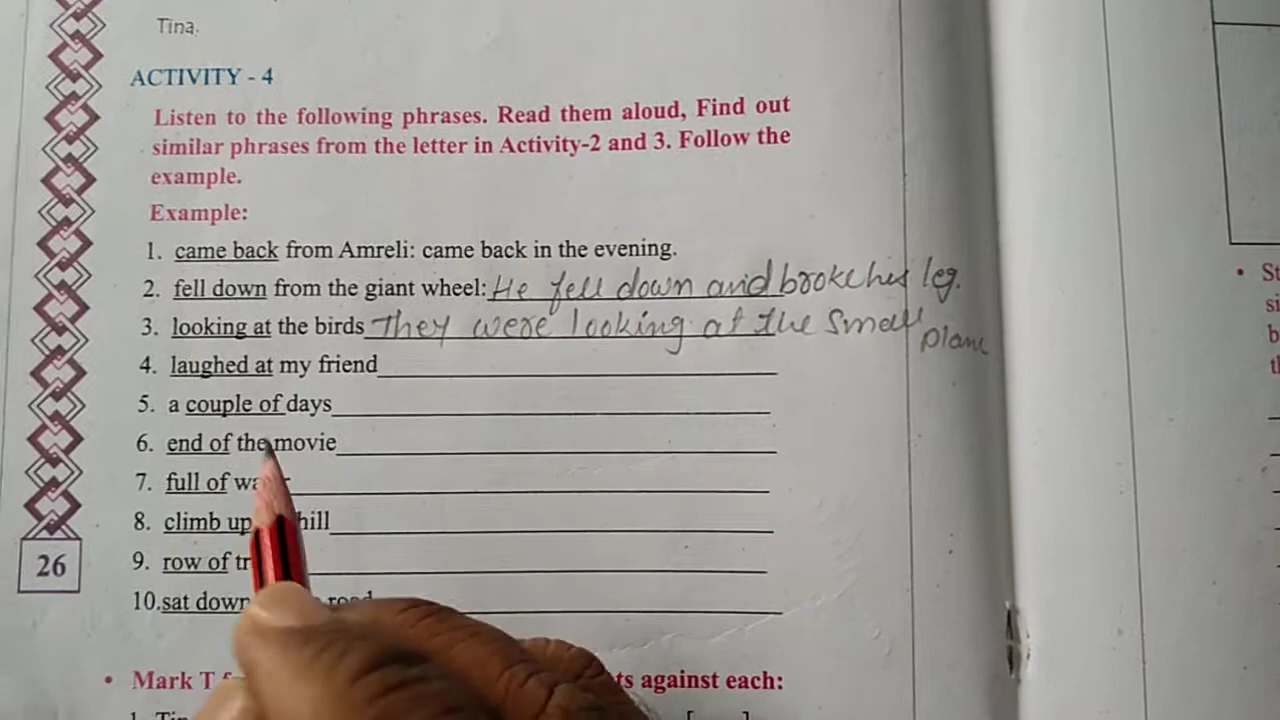 Tina.
ACTIVITY - 4
Listen to the following phrases. Read them aloud, Find out
similar phrases from the letter in Activity-2 and 3. Follow the
example.
Example:
1. came back from Amreli: came back in the evening.
2. fell down from the giant wheel: He fell down and broke his leg.
3. looking at the birds They were looking at the small
plane
4. laughed at my friend
5. a couple of days
6. end of the movie
7. full of
8. climb up hill
9. row of
10.sat down
26
• Mark T against each: